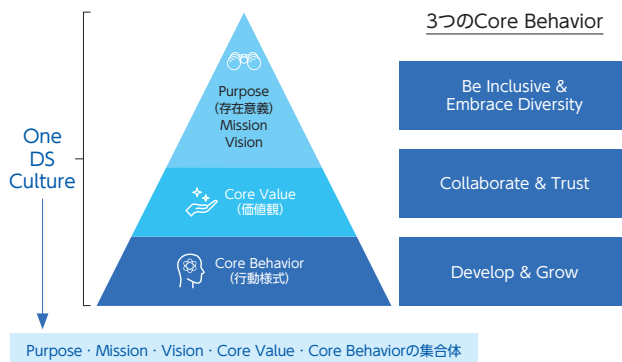 3つのCore Behavior
Purpose
(存在意義)
Mission
Vision
Be Inclusive &
Embrace Diversity
One
DS
Culture
Core Value
(価値観)
Collaborate & Trust
Core Behavior
(行動様式)
Develop & Grow
Purpose・Mission・Vision・Core Value・Core Behaviorの集合体